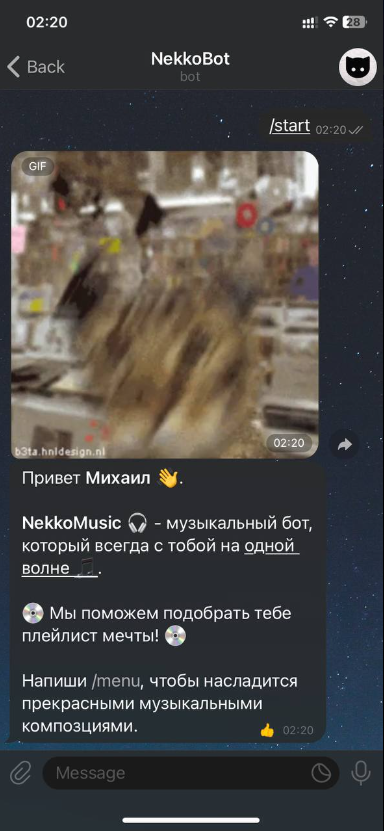 02:20
28
Back
NekkoBot
bot
/start 02:20
GIF
02:20
b3ta.hnldesign.nl
Привет Михаил 👋.
NekkoMusic 🎧 - музыкальный бот,
который всегда с тобой на одной
волне 🎵.
💿 Мы поможем подобрать тебе
плейлист мечты! 💿
Напиши /menu, чтобы насладится
прекрасными музыкальными
композциями.
👍 02:20
Message